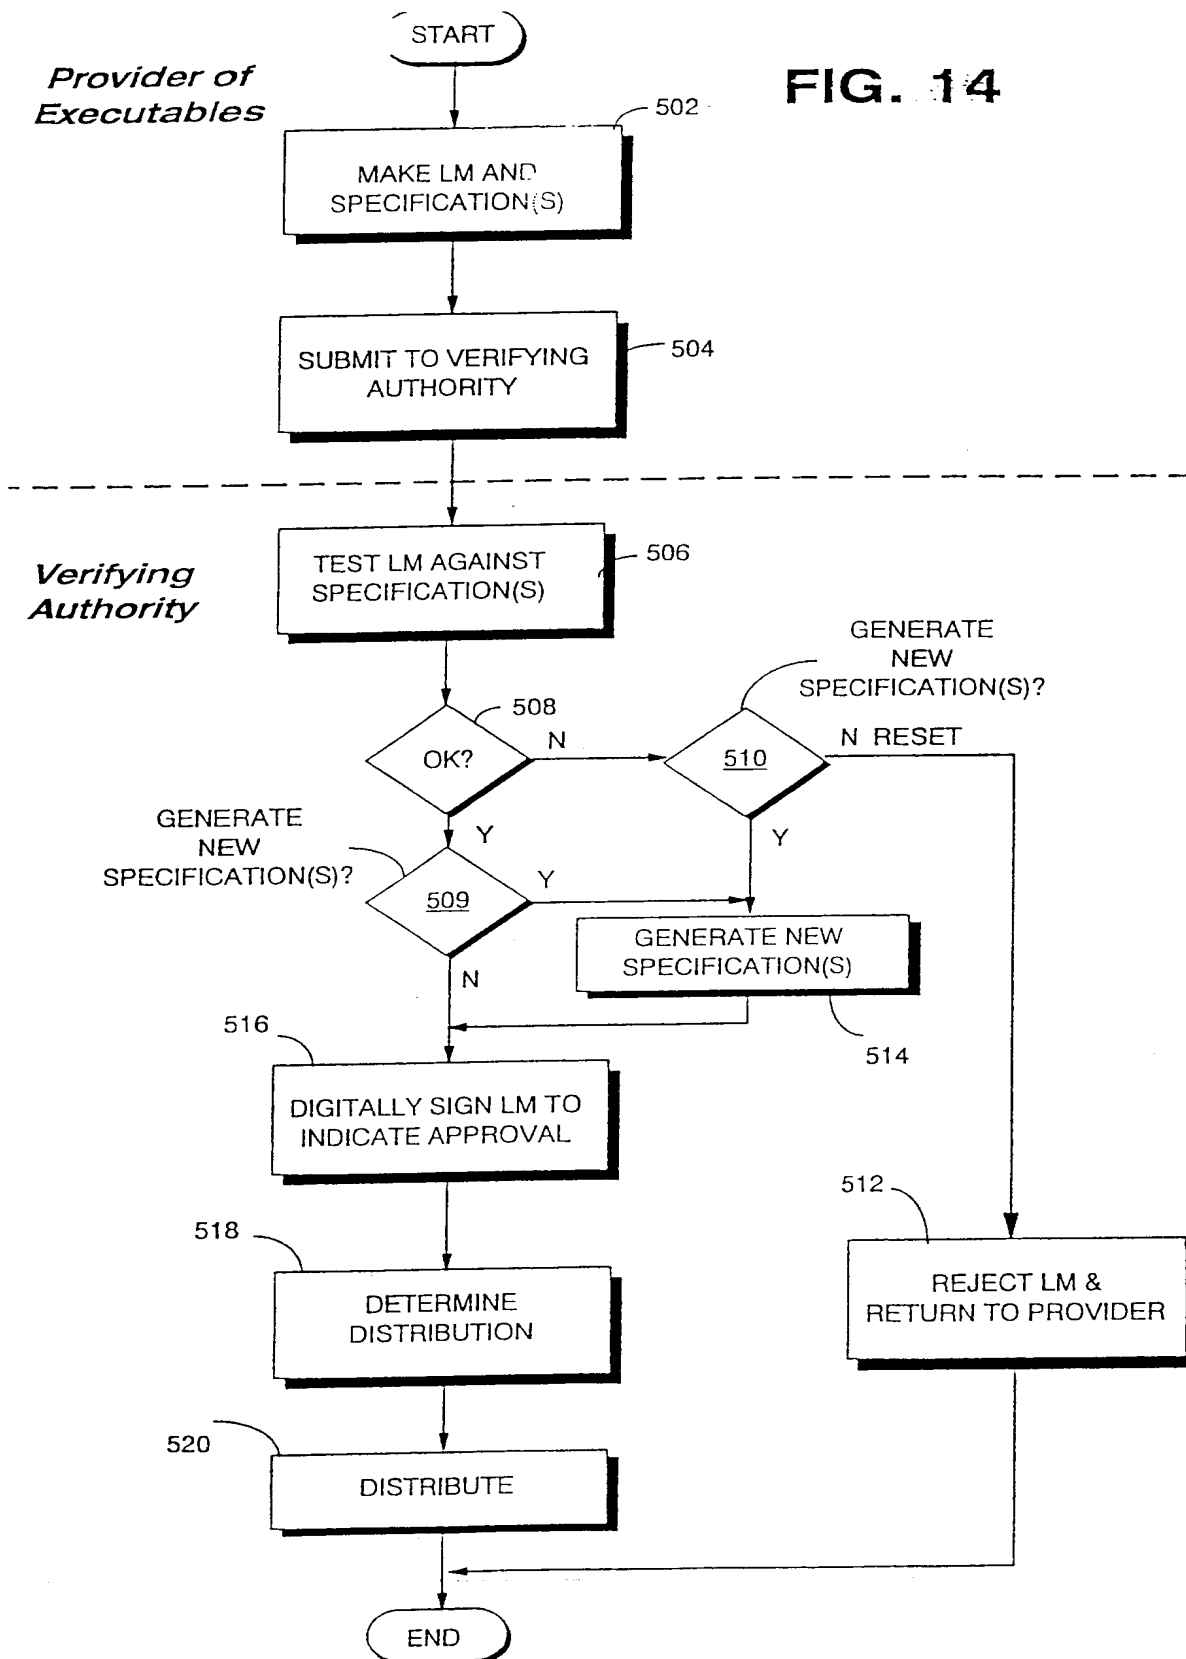 START
Provider of
Executables
FIG. 14
502
MAKE LM AND
SPECIFICATION(S)
SUBMIT TO VERIFYING
AUTHORITY
504
Verifying
Authority
TEST LM AGAINST
SPECIFICATION(S)
506
GENERATE
NEW
SPECIFICATION(S)?
508
OK?
N
510
N RESET
GENERATE
NEW
SPECIFICATION(S)?
Y
Y
509
Y
GENERATE NEW
SPECIFICATION(S)
N
514
516
DIGITALLY SIGN LM TO
INDICATE APPROVAL
512
518
DETERMINE
DISTRIBUTION
REJECT LM &
RETURN TO PROVIDER
520
DISTRIBUTE
END